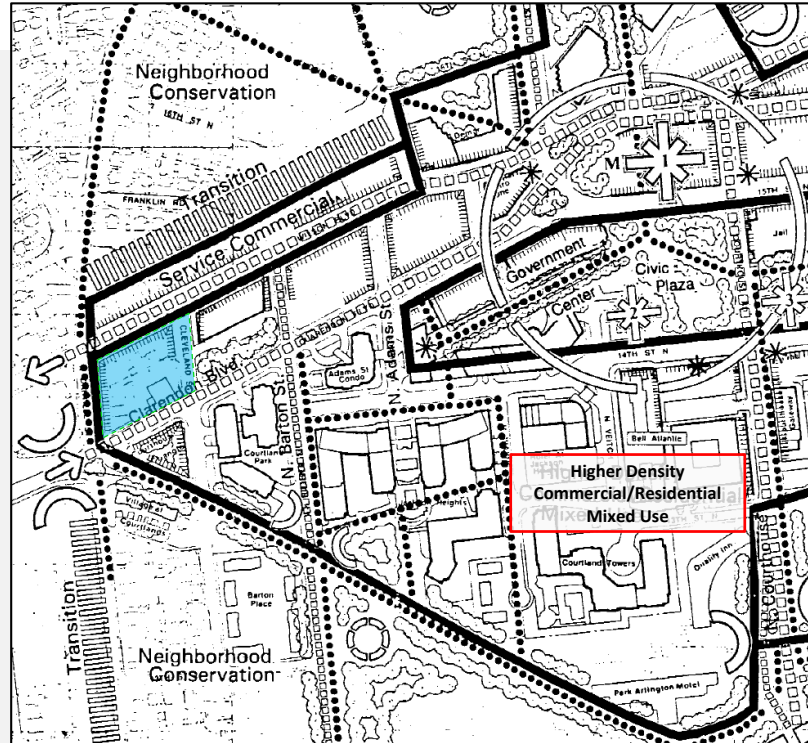 Neighborhood
Conservation
16TH ST N
FRANKLIN RD
Transition
Service Commercial
M
1
15TH
Jail
Government
Center
Civic
Plaza
2
3
14TH ST N
CLEVELAND
Clarendon Blvd
Adams St
Condo
N. Adams St
N. Barton St.
Courtland
Park
Village at
Courtlands
Bell Atlantic
Gateway
Higher Density
Commercial/Residential
Mixed Use
Heights
Courtland Towers
Quality Inn
N. Courthouse
Barton
Place
Transition
Neighborhood
Conservation
Park Arlington Motel